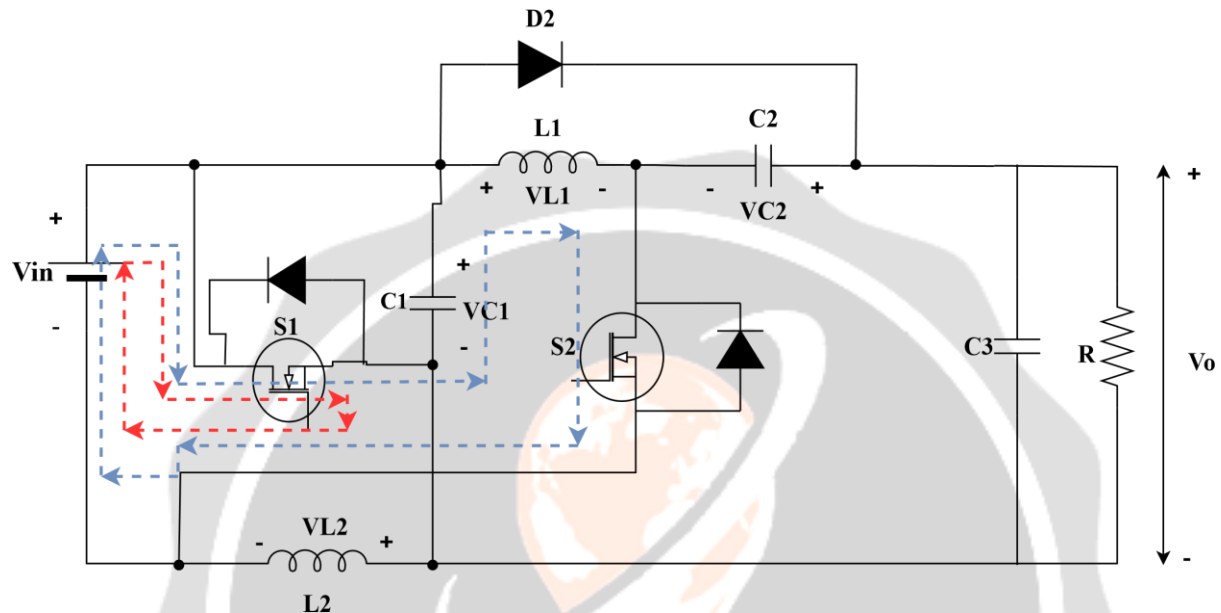 D2
L1
C2
+ VL1 -
- VC2 +
+
Vin
-
S1
C1
+
VC1
-
S2
C3
R
+
Vo
-
- VL2 +
L2